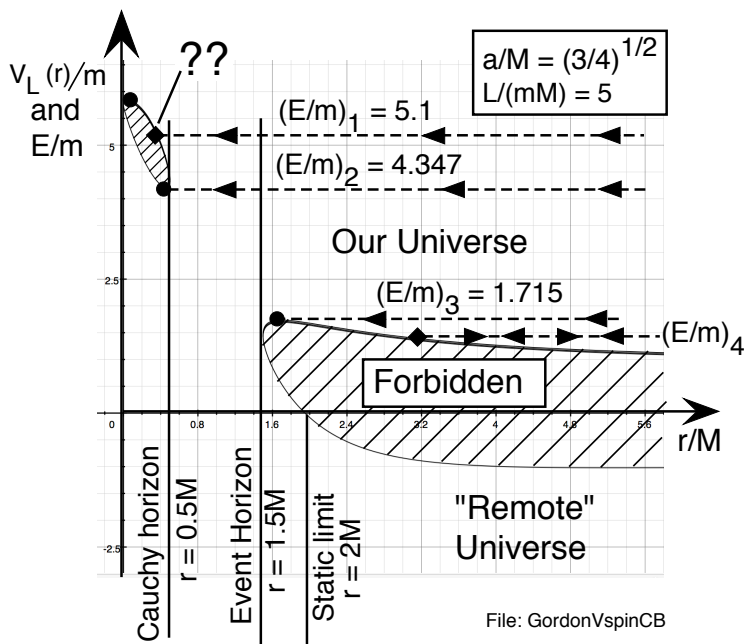 V_L (r)/m
and
E/m
??
a/M = (3/4)^1/2
L/(mM) = 5
(E/m)_1 = 5.1
5
(E/m)_2 = 4.347
Our Universe
2.5
(E/m)_3 = 1.715
(E/m)_4
Forbidden
0 0.8 1.6 2.4 3.2 4 4.8 5.6
r/M
Cauchy horizon
r = 0.5M
Event Horizon
r = 1.5M
Static limit
r = 2M
"Remote"
Universe
-2.5
File: GordonVspinCB